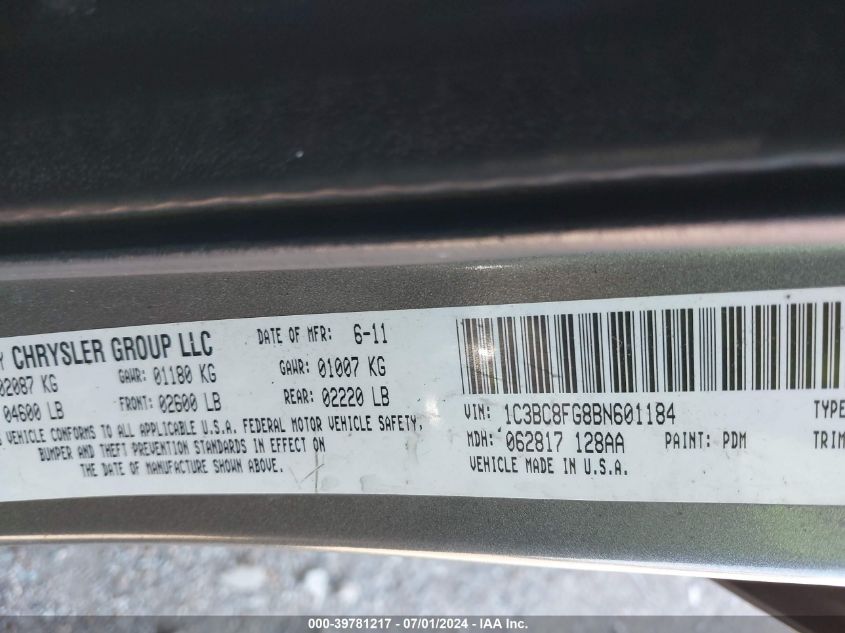 Y CHRYSLER GROUP LLC DATE OF MFR: 6-11
02087 KG GAWR: 01180 KG GAWR: 01007 KG
04600 LB FRONT: 02600 LB REAR: 02220 LB
VEHICLE CONFORMS TO ALL APPLICABLE U.S.A. FEDERAL MOTOR VEHICLE SAFETY,
BUMPER AND THEFT PREVENTION STANDARDS IN EFFECT ON
THE DATE OF MANUFACTURE SHOWN ABOVE.
VIN: 1C3BC8FG8BN601184 TYPE
MDH: 062817 128AA PAINT: PDM TRIM
VEHICLE MADE IN U.S.A.
000-39781217 - 07/01/2024 - IAA Inc.